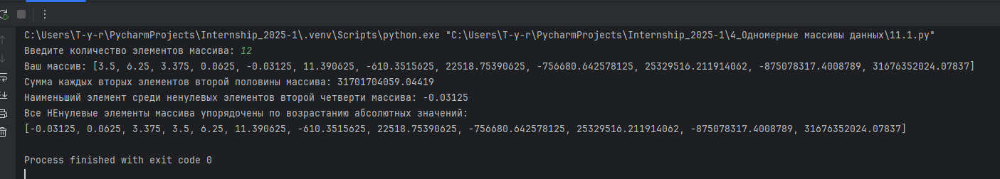 C:\Users\T-y-r\PycharmProjects\Internship_2025-1\.venv\Scripts\python.exe "C:\Users\T-y-r\PycharmProjects\Internship_2025-1\4_Одномерные массивы данных\11.1.py"
Введите количество элементов массива: 12
Ваш массив: [3.5, 6.25, 3.375, 0.0625, -0.03125, 11.390625, -610.3515625, 22518.75390625, -756680.642578125, 25329516.211914062, -875078317.4008789, 31676352024.07837]
Сумма каждых вторых элементов второй половины массива: 31701704059.04419
Наименьший элемент среди ненулевых элементов второй четверти массива: -0.03125
Все НЕнулевые элементы массива упорядочены по возрастанию абсолютных значений:
[-0.03125, 0.0625, 3.375, 3.5, 6.25, 11.390625, -610.3515625, 22518.75390625, -756680.642578125, 25329516.211914062, -875078317.4008789, 31676352024.07837]
Process finished with exit code 0